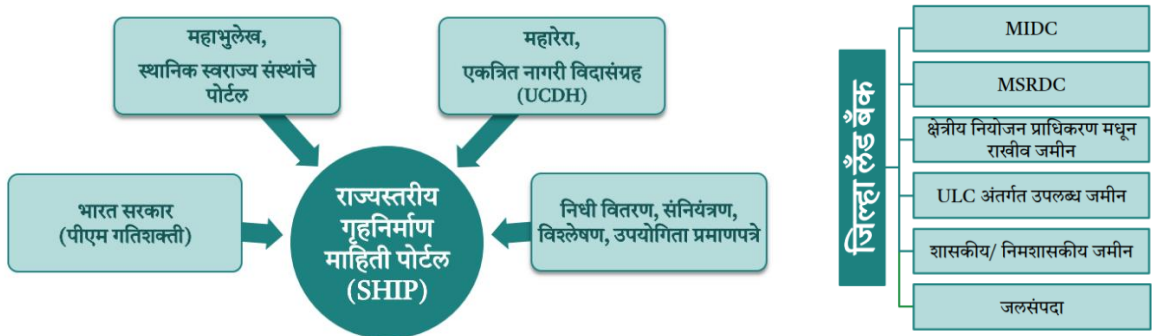 महाभुलेख,
स्थानिक स्वराज्य संस्थांचे
पोर्टल
महारेरा,
एकत्रित नागरी विदासंग्रह
(UCDH)
भारत सरकार
(पीएम गतिशक्ती)
राज्यस्तरीय
गृहनिर्माण
माहिती पोर्टल
(SHIP)
निधी वितरण, संनियंत्रण,
विश्लेषण, उपयोगिता प्रमाणपत्रे
जिल्हा लँड बँक
MIDC
MSRDC
क्षेत्रीय नियोजन प्राधिकरण मधून
राखीव जमीन
ULC अंतर्गत उपलब्ध जमीन
शासकीय/ निमशासकीय जमीन
जलसंपदा